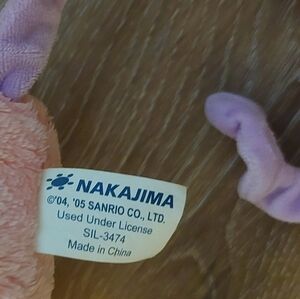 NAKAJIMA
©'04, '05 SANRIO CO., LTD.
Used Under License
SIL-3474
Made in China